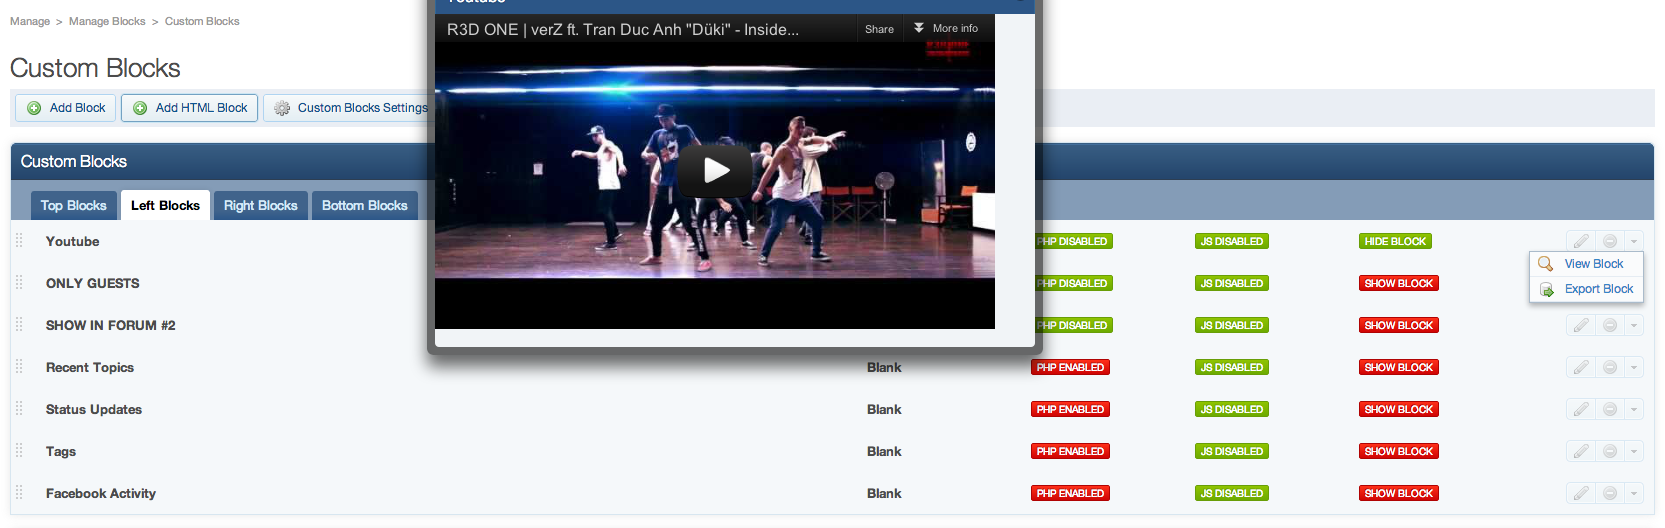 Manage > Manage Blocks > Custom Blocks
Custom Blocks
Add Block
Add HTML Block
Custom Blocks Settings
Youtube
R3D ONE | verZ ft. Tran Duc Anh "Düki" - Inside...
Share
More info
Custom Blocks
Top Blocks
Left Blocks
Right Blocks
Bottom Blocks
Youtube PHP DISABLED JS DISABLED HIDE BLOCK
View Block
Export Block
ONLY GUESTS PHP DISABLED JS DISABLED SHOW BLOCK
SHOW IN FORUM #2 PHP DISABLED JS DISABLED SHOW BLOCK
Recent Topics Blank PHP ENABLED JS DISABLED SHOW BLOCK
Status Updates Blank PHP ENABLED JS DISABLED SHOW BLOCK
Tags Blank PHP ENABLED JS DISABLED SHOW BLOCK
Facebook Activity Blank PHP ENABLED JS DISABLED SHOW BLOCK